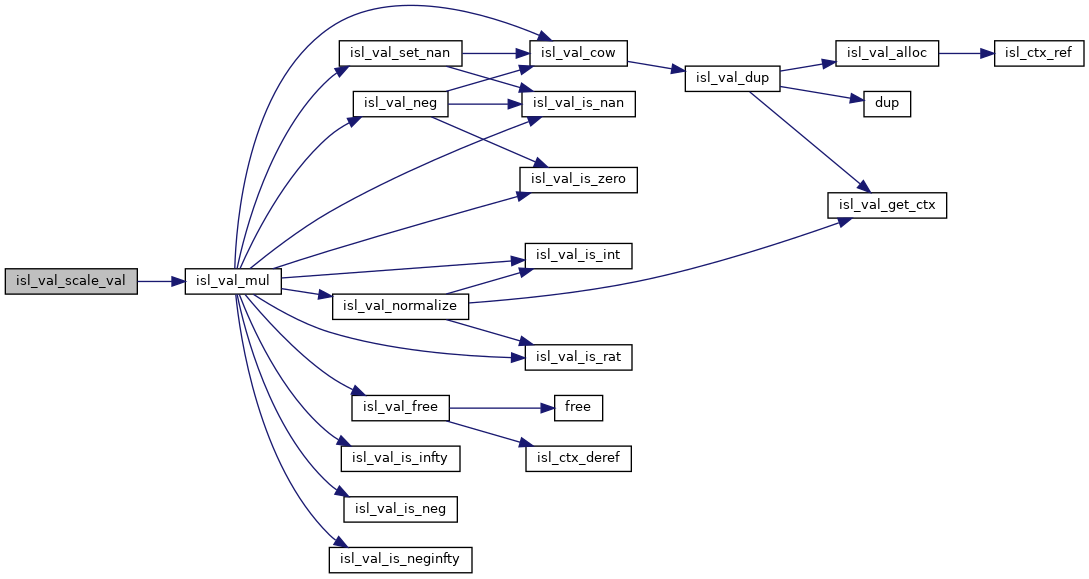 isl_val_scale_val
isl_val_mul
isl_val_set_nan
isl_val_neg
isl_val_normalize
isl_val_free
isl_val_is_infty
isl_val_is_neg
isl_val_is_neginfty
isl_val_cow
isl_val_is_nan
isl_val_is_zero
isl_val_is_int
isl_val_is_rat
free
isl_ctx_deref
isl_val_dup
isl_val_alloc
dup
isl_val_get_ctx
isl_ctx_ref